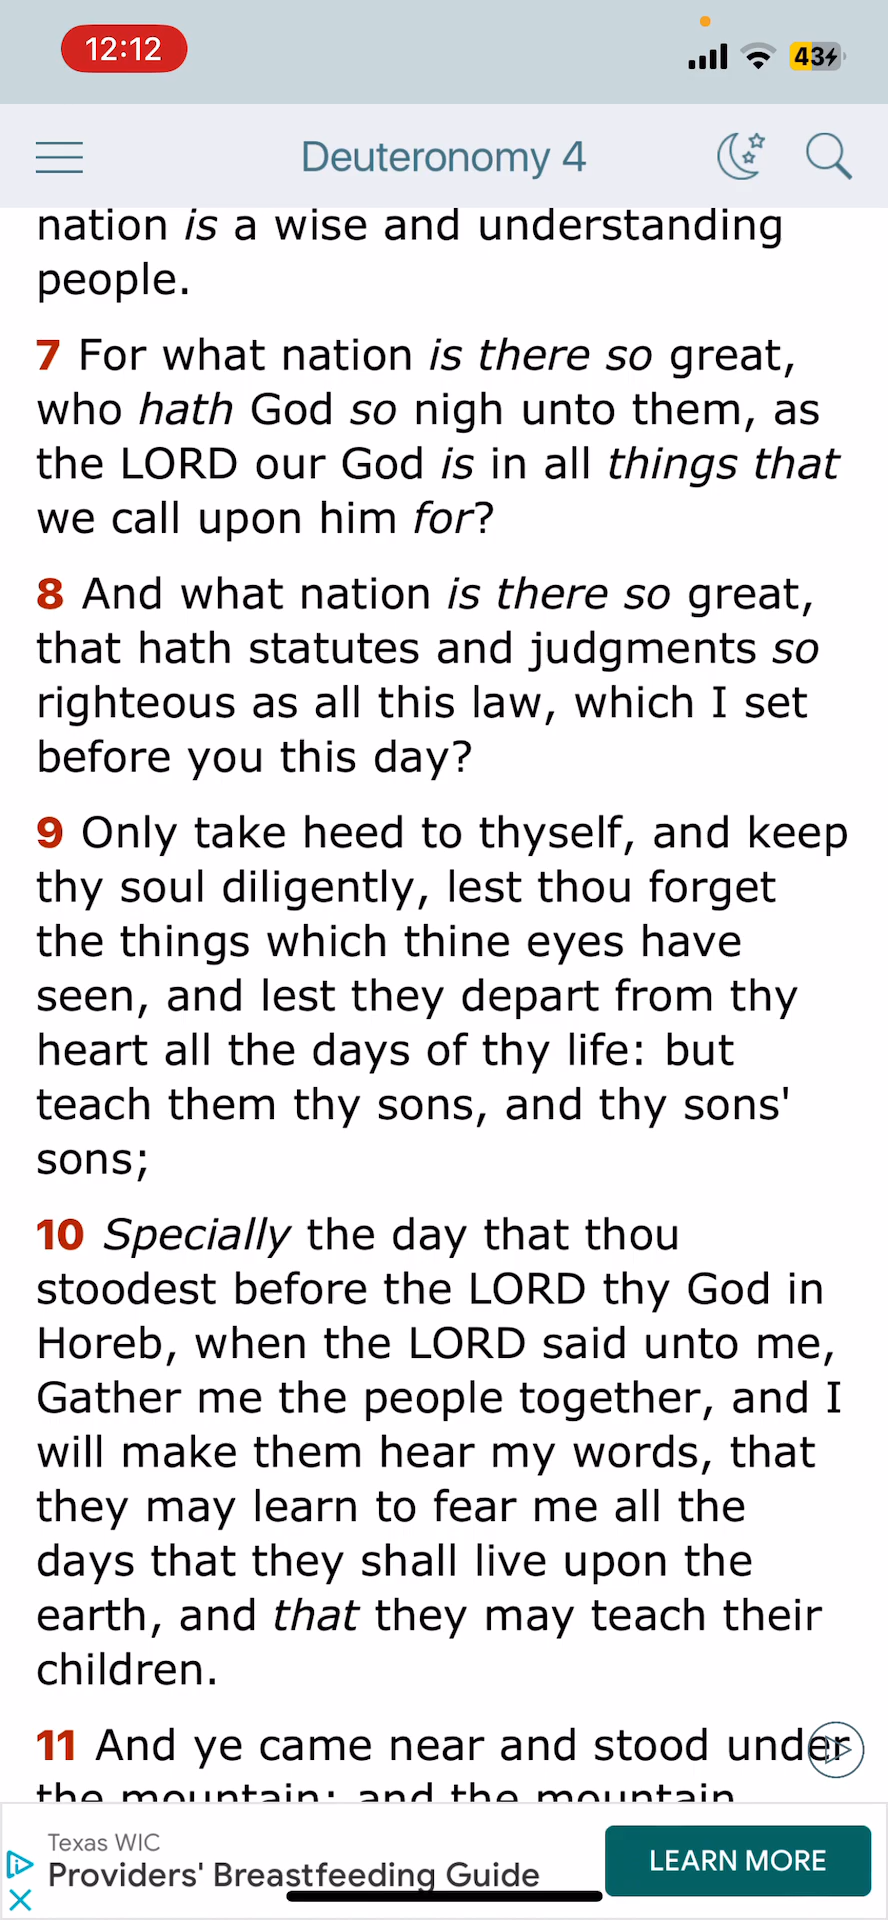 12:12
43
Deuteronomy 4
nation is a wise and understanding
people.
7 For what nation is there so great,
who hath God so nigh unto them, as
the LORD our God is in all things that
we call upon him for?
8 And what nation is there so great,
that hath statutes and judgments so
righteous as all this law, which I set
before you this day?
9 Only take heed to thyself, and keep
thy soul diligently, lest thou forget
the things which thine eyes have
seen, and lest they depart from thy
heart all the days of thy life: but
teach them thy sons, and thy sons'
sons;
10 Specially the day that thou
stoodest before the LORD thy God in
Horeb, when the LORD said unto me,
Gather me the people together, and I
will make them hear my words, that
they may learn to fear me all the
days that they shall live upon the
earth, and that they may teach their
children.
11 And ye came near and stood under
the mountain; and the mountain
Texas WIC
Providers' Breastfeeding Guide
LEARN MORE